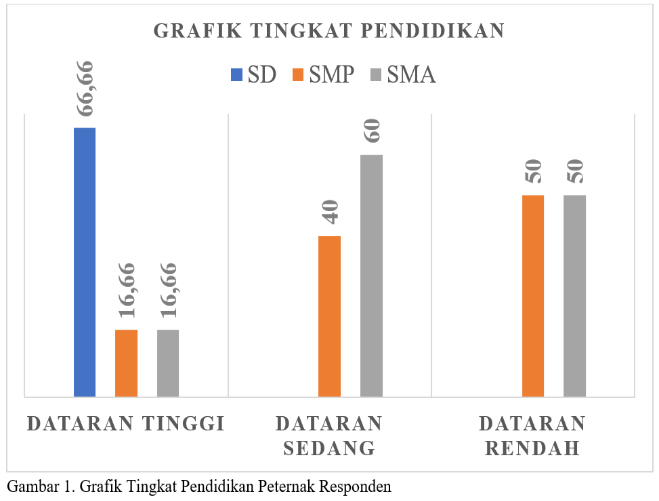 GRAFIK TINGKAT PENDIDIKAN
SD SMP SMA
66,66
16,66
16,66
40
60
50
50
DATARAN TINGGI
DATARAN SEDANG
DATARAN RENDAH
Gambar 1. Grafik Tingkat Pendidikan Peternak Responden